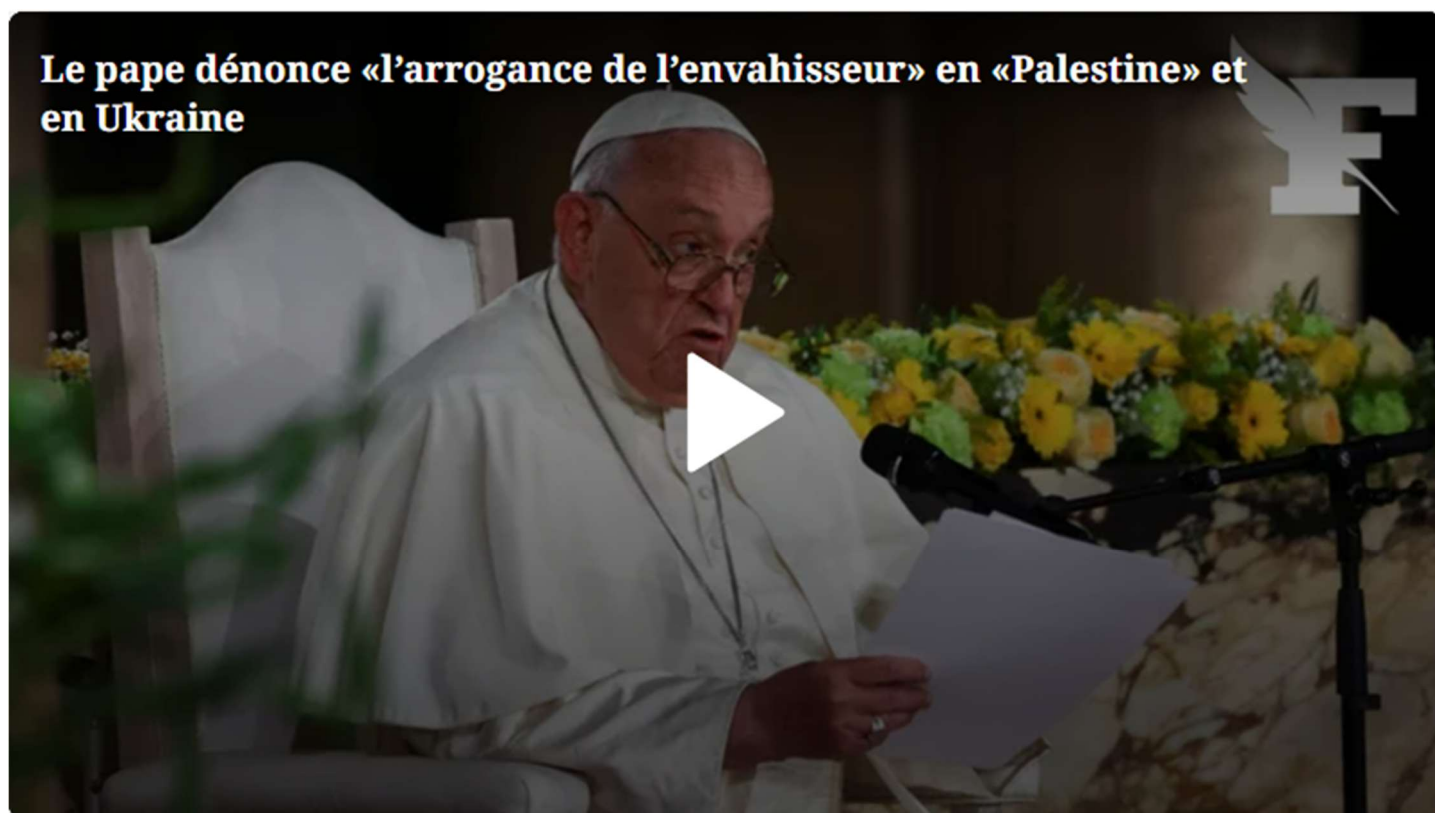 Le pape dénonce «l’arrogance de l’envahisseur» en «Palestine» et
en Ukraine
F